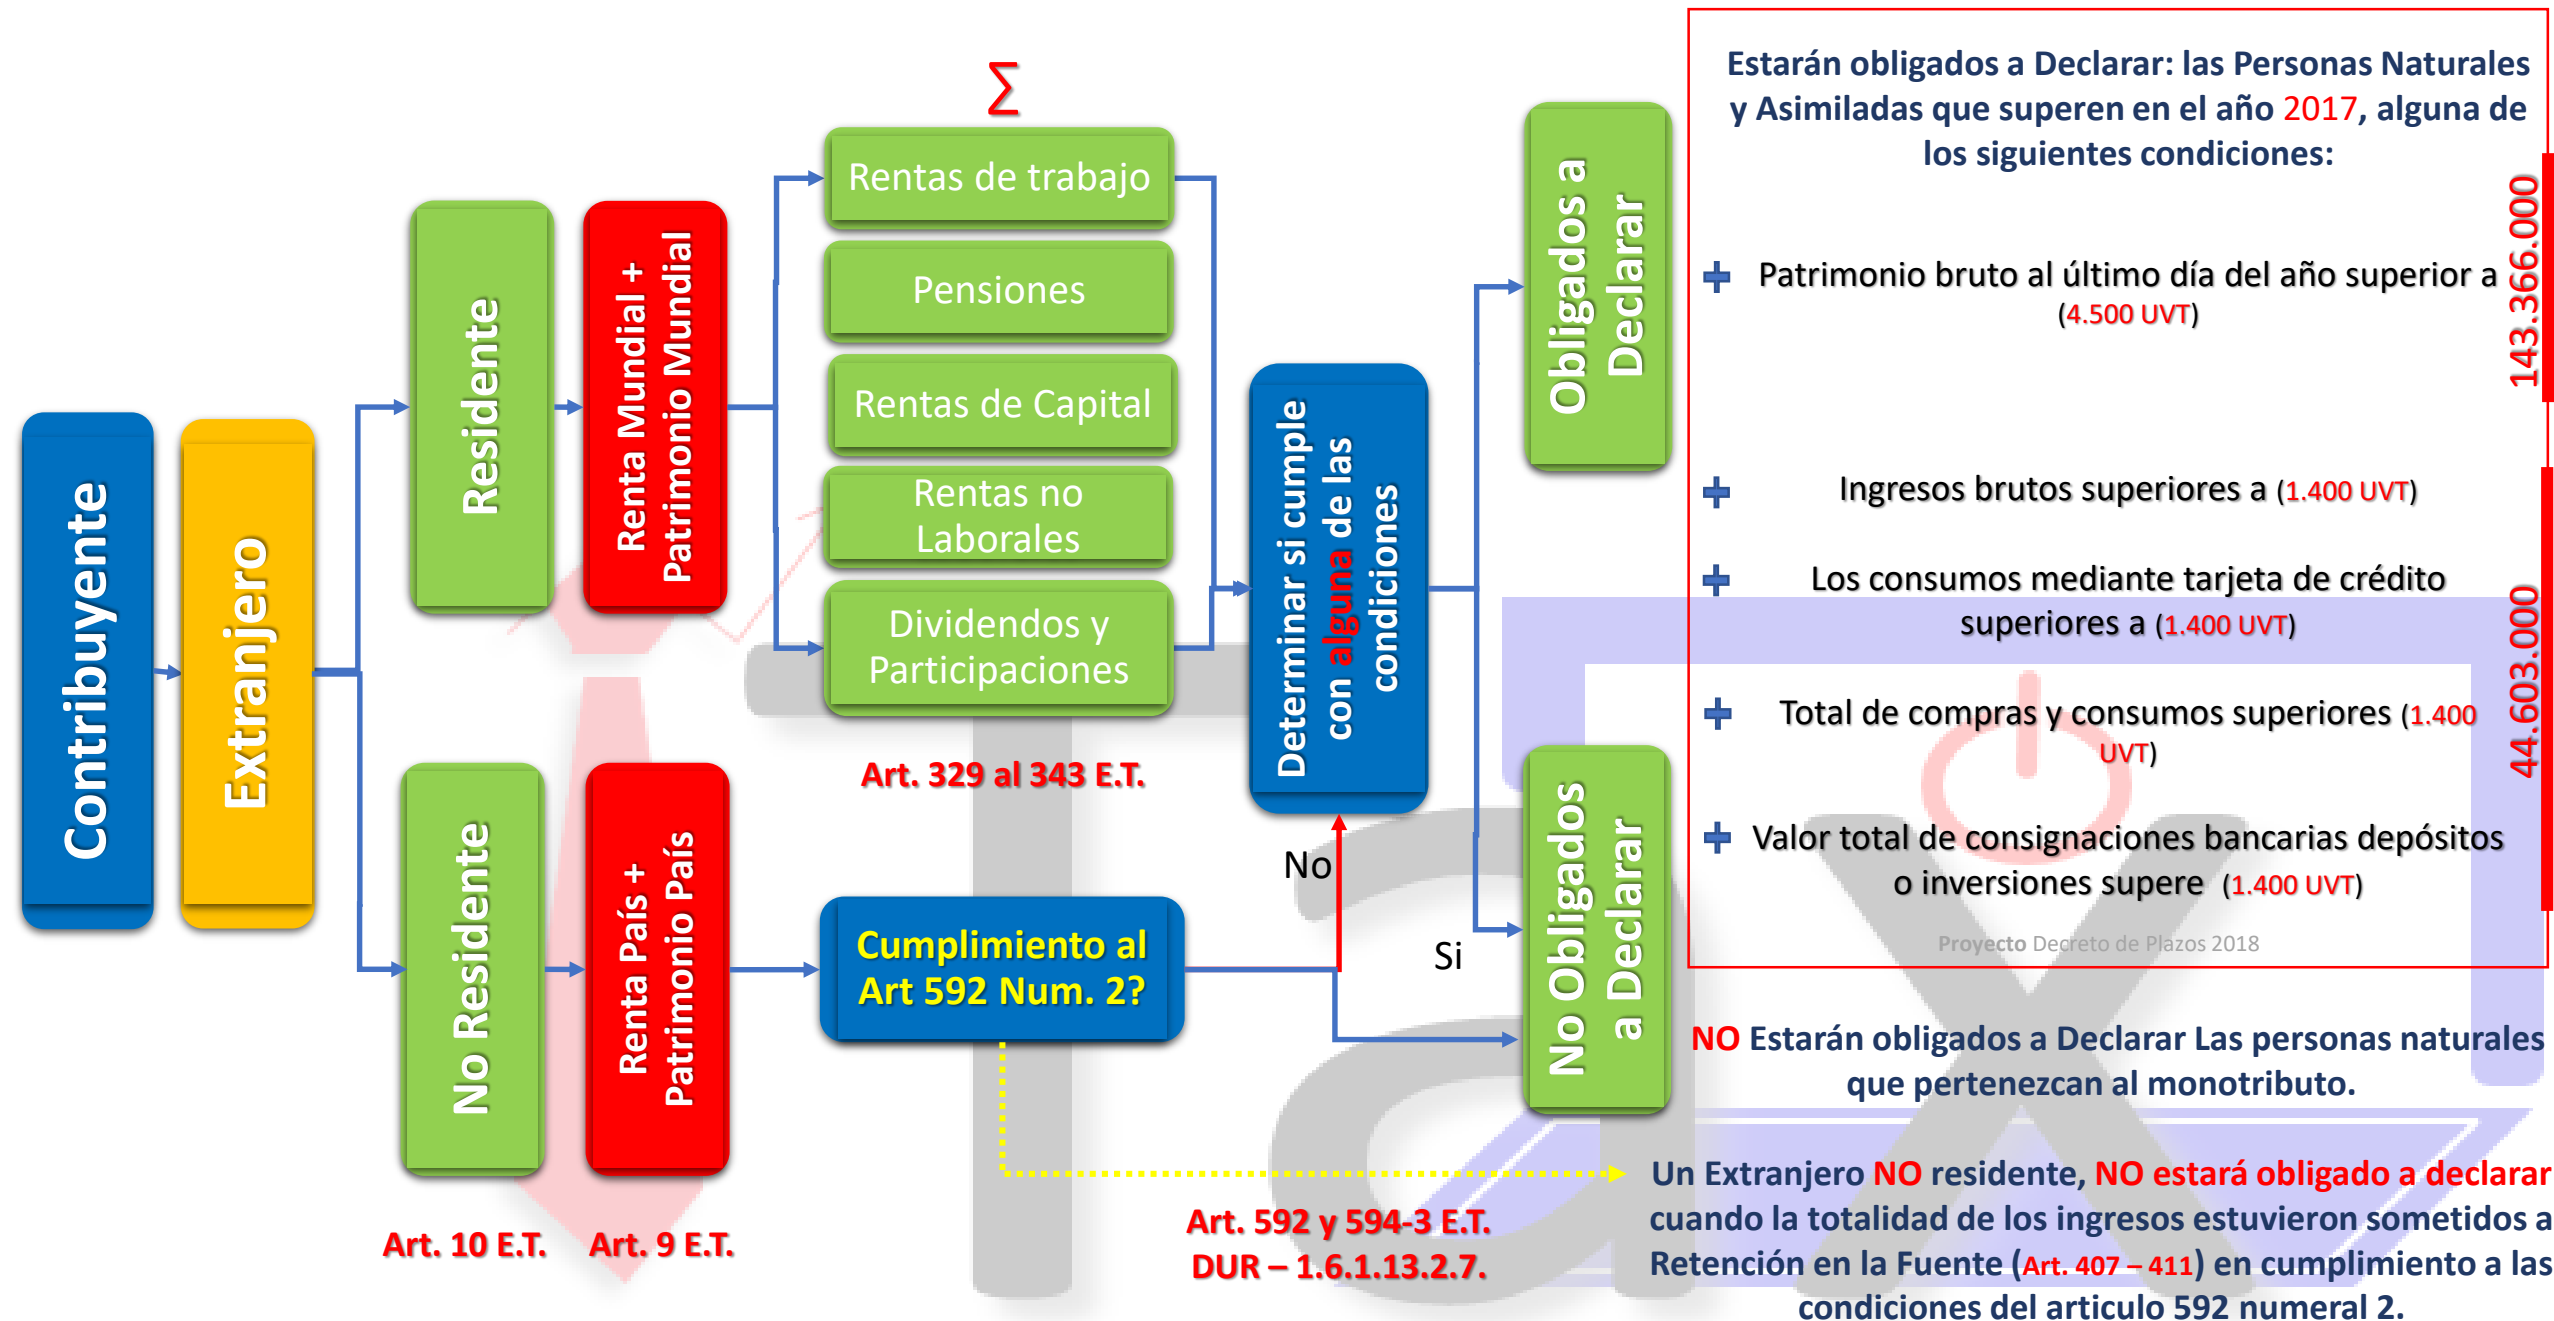 Contribuyente
Extranjero
Residente
Renta Mundial +
Patrimonio Mundial
∑
Rentas de trabajo
Pensiones
Rentas de Capital
Rentas no
Laborales
Dividendos y
Participaciones
Art. 329 al 343 E.T.
No Residente
Renta País +
Patrimonio País
Art. 10 E.T.
Art. 9 E.T.
Cumplimiento al
Art 592 Num. 2?
Determinar si cumple
con alguna de las
condiciones
No
Si
Obligados a
Declarar
No Obligados
a Declarar
Art. 592 y 594-3 E.T.
DUR – 1.6.1.13.2.7.
Estarán obligados a Declarar: las Personas Naturales
y Asimiladas que superen en el año 2017, alguna de
los siguientes condiciones:
Patrimonio bruto al último día del año superior a
(4.500 UVT)
143.366.000
Ingresos brutos superiores a (1.400 UVT)
Los consumos mediante tarjeta de crédito
superiores a (1.400 UVT)
Total de compras y consumos superiores (1.400
UVT)
Valor total de consignaciones bancarias depósitos
o inversiones supere (1.400 UVT)
44.603.000
Proyecto Decreto de Plazos 2018
NO Estarán obligados a Declarar Las personas naturales
que pertenezcan al monotributo.
Un Extranjero NO residente, NO estará obligado a declarar
cuando la totalidad de los ingresos estuvieron sometidos a
Retención en la Fuente (Art. 407 – 411) en cumplimiento a las
condiciones del articulo 592 numeral 2.
Tax